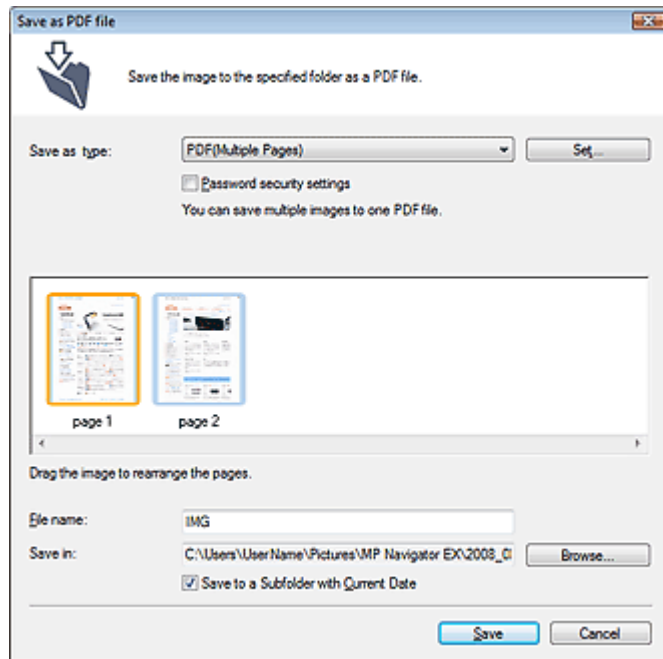 Save as PDF file
Save the image to the specified folder as a PDF file.
Save as type: PDF(Multiple Pages) Set...
Password security settings
You can save multiple images to one PDF file.
page 1 page 2
Drag the image to rearrange the pages.
File name: IMG
Save in: C:\Users\UserName\Pictures\MP Navigator EX\2008_0 Browse...
Save to a Subfolder with Current Date
Save Cancel